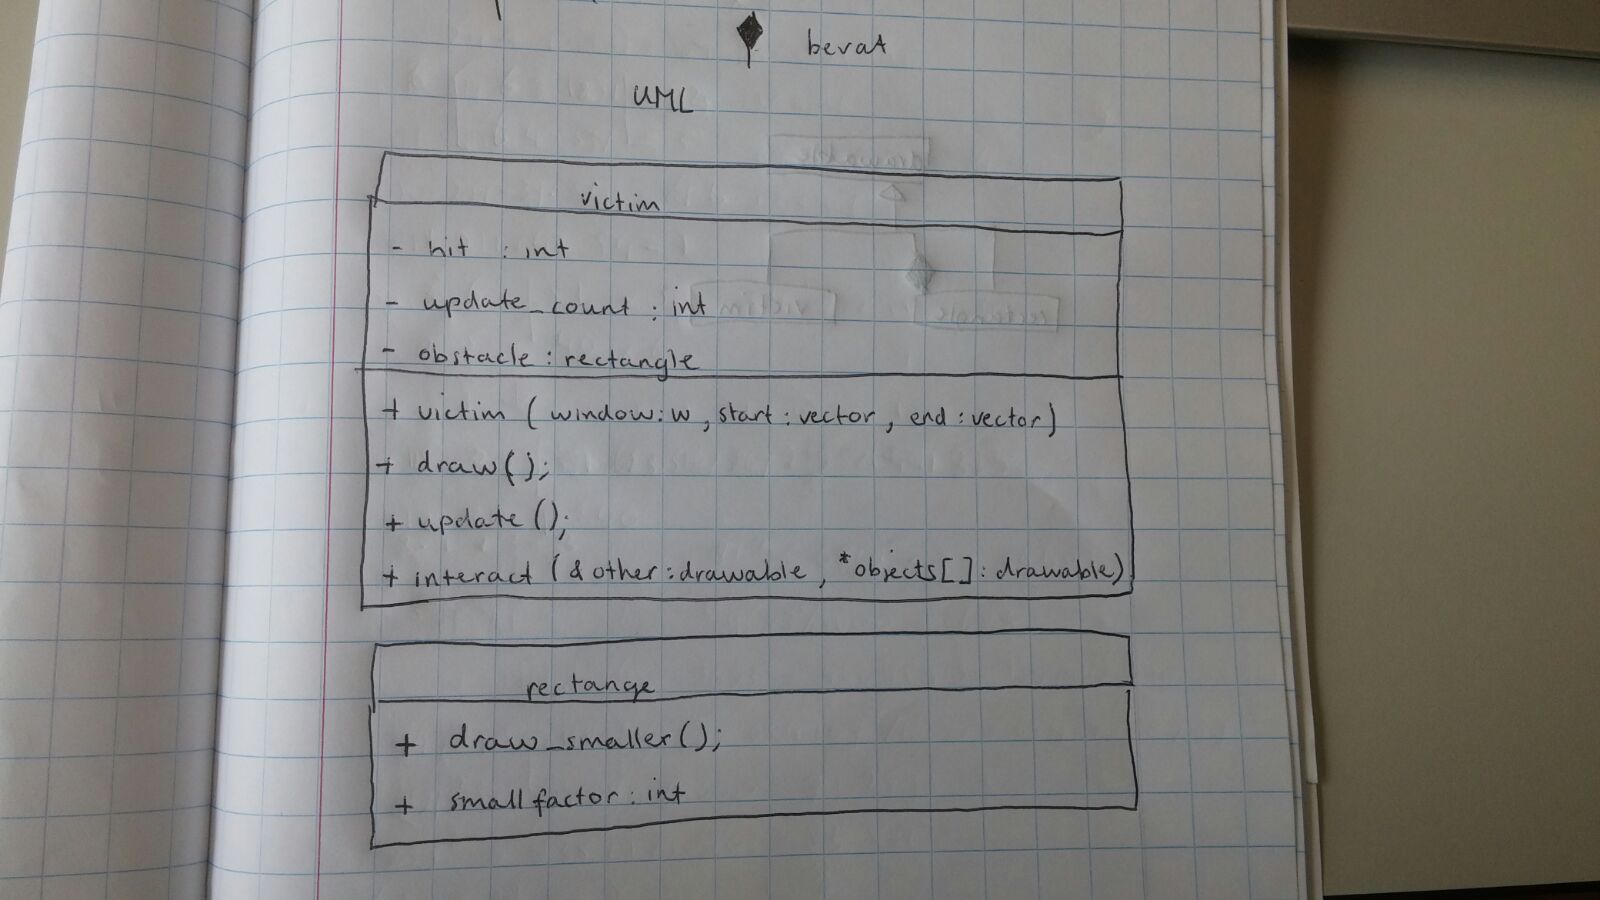 bevat
UML
victim
- hit : int
- update_count : int
- obstacle : rectangle
+ victim ( window: w , start : vector , end : vector )
+ draw();
+ update ();
+ interact ( & other : drawable , *objects[] : drawable )
rectange
+ draw_smaller();
+ smallfactor : int